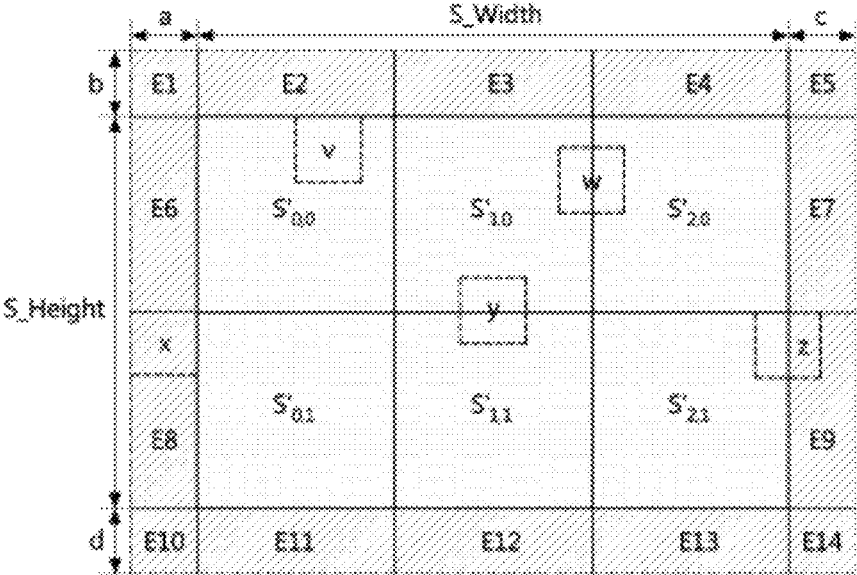 a S_Width c
b E1 E2 E3 E4 E5
v
w
E6 S'0,0 S'1,0 S'2,0 E7
S_Height y
x z
S'0,1 S'1,1 S'2,1
E8 E9
d E10 E11 E12 E13 E14